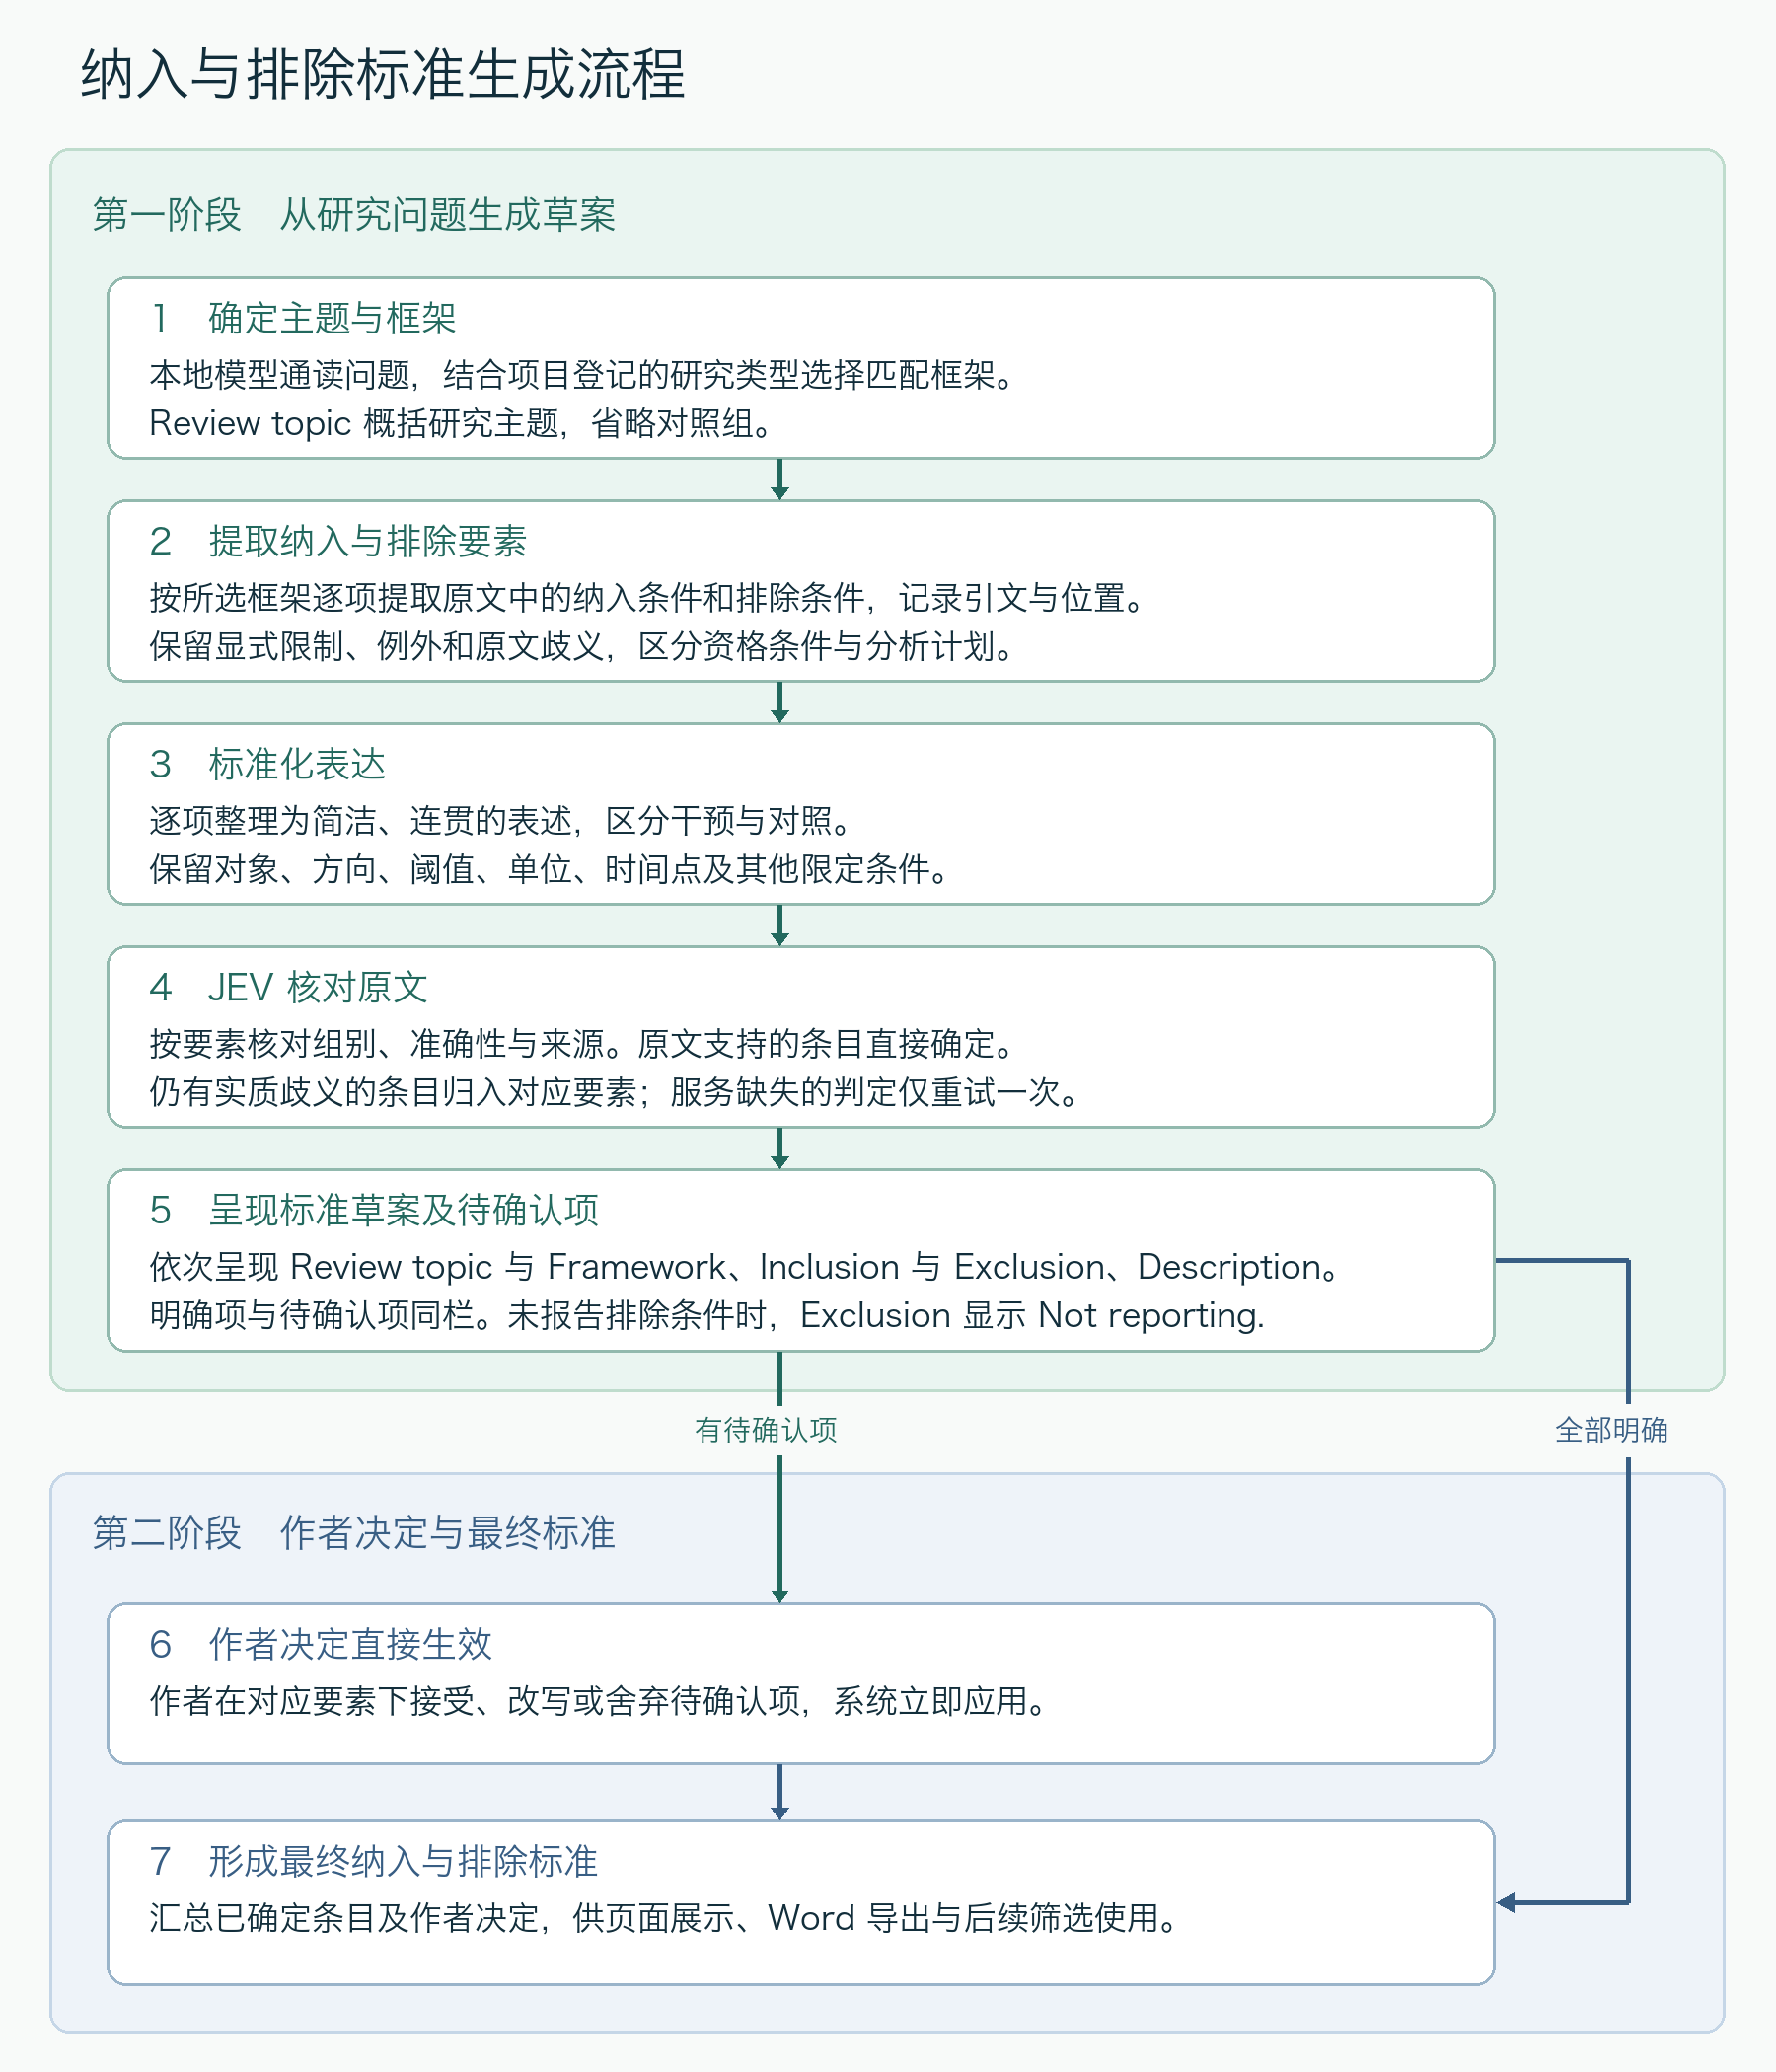 纳入与排除标准生成流程
第一阶段　从研究问题生成草案
1　确定主题与框架
本地模型通读问题，结合项目登记的研究类型选择匹配框架。
Review topic 概括研究主题，省略对照组。
2　提取纳入与排除要素
按所选框架逐项提取原文中的纳入条件和排除条件，记录引文与位置。
保留显式限制、例外和原文歧义，区分资格条件与分析计划。
3　标准化表达
逐项整理为简洁、连贯的表述，区分干预与对照。
保留对象、方向、阈值、单位、时间点及其他限定条件。
4　JEV 核对原文
按要素核对组别、准确性与来源。原文支持的条目直接确定。
仍有实质歧义的条目归入对应要素；服务缺失的判定仅重试一次。
5　呈现标准草案及待确认项
依次呈现 Review topic 与 Framework、Inclusion 与 Exclusion、Description。
明确项与待确认项同栏。未报告排除条件时，Exclusion 显示 Not reporting.
有待确认项
全部明确
第二阶段　作者决定与最终标准
6　作者决定直接生效
作者在对应要素下接受、改写或舍弃待确认项，系统立即应用。
7　形成最终纳入与排除标准
汇总已确定条目及作者决定，供页面展示、Word 导出与后续筛选使用。